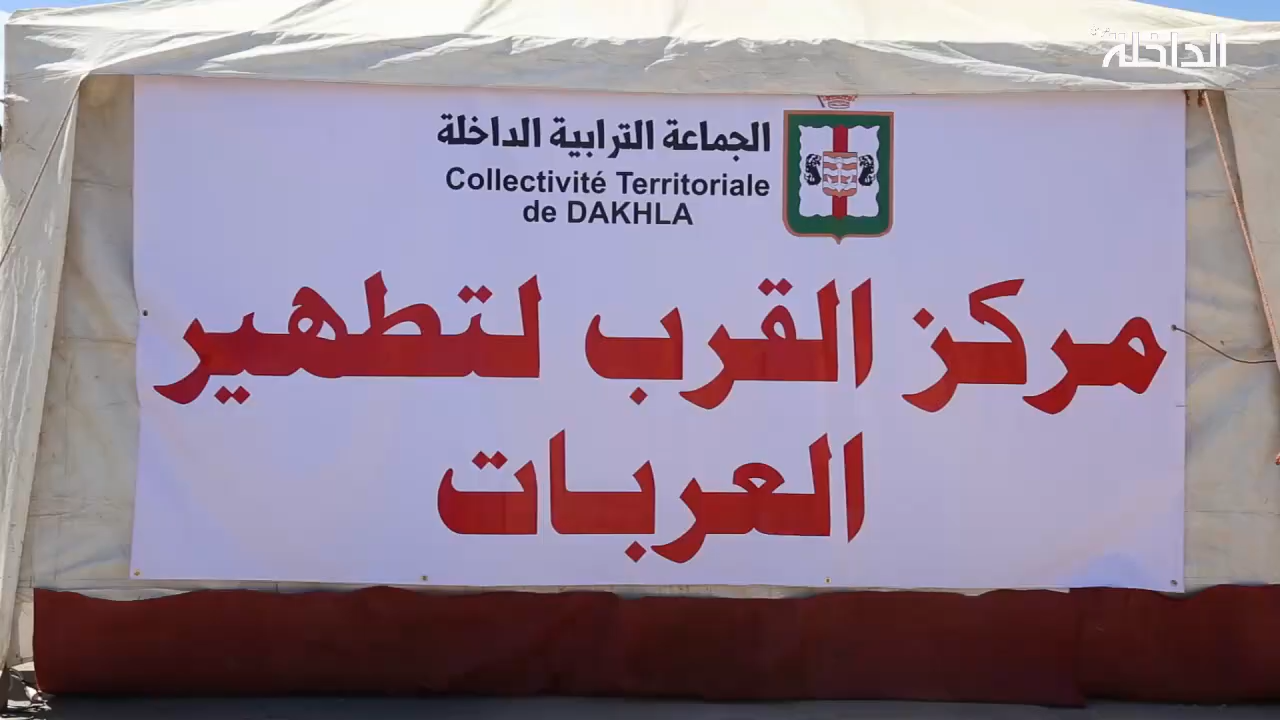 الداخلة
الجماعة الترابية الداخلة
Collectivité Territoriale
de DAKHLA
مركز القرب لتطهير
العربات